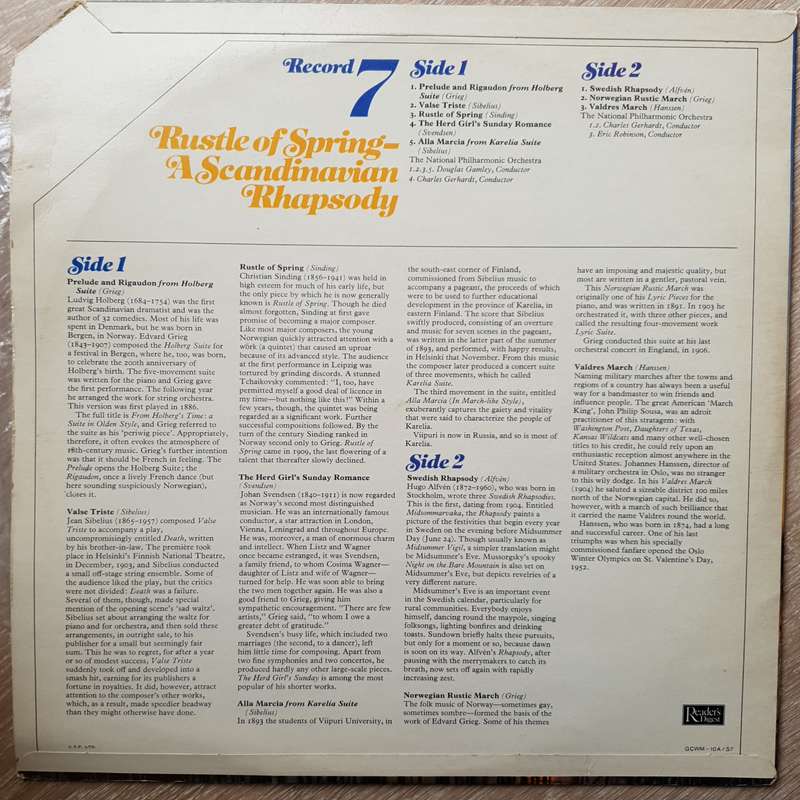 Record 7
Rustle of Spring–
A Scandinavian
Rhapsody
Side 1
1. Prelude and Rigaudon from Holberg
Suite (Grieg)
2. Valse Triste (Sibelius)
3. Rustle of Spring (Sinding)
4. The Herd Girl's Sunday Romance
(Svendsen)
5. Alla Marcia from Karelia Suite
(Sibelius)
The National Philharmonic Orchestra
1.2.3.5. Douglas Gamley, Conductor
4. Charles Gerhardt, Conductor
Side 2
1. Swedish Rhapsody (Alfvén)
2. Norwegian Rustic March (Grieg)
3. Valdres March (Hanssen)
The National Philharmonic Orchestra
1.2. Charles Gerhardt, Conductor
3. Eric Robinson, Conductor
Side 1
Prelude and Rigaudon from Holberg
Suite (Grieg)
Ludvig Holberg (1684–1754) was the first
great Scandinavian dramatist and was the
author of 32 comedies. Most of his life was
spent in Denmark, but he was born in
Bergen, in Norway. Edvard Grieg
(1843–1907) composed the Holberg Suite for
a festival in Bergen, where he, too, was born,
to celebrate the 200th anniversary of
Holberg's birth. The five-movement suite
was written for the piano and Grieg gave
the first performance. The following year
he arranged the work for string orchestra.
This version was first played in 1886.
The full title is From Holberg's Time: a
Suite in Olden Style, and Grieg referred to
the suite as his 'periwig piece'. Appropriately,
therefore, it often evokes the atmosphere of
18th-century music. Grieg's further intention
was that it should be pleasant in feeling. The
Prelude opens the Holberg Suite; the
Rigaudon, once a lively French dance (but
here sounding suspiciously Norwegian),
closes it.
Valse Triste (Sibelius)
Jean Sibelius (1865–1957) composed Valse
Triste to accompany a play,
uncompromisingly entitled Death, written
by his brother-in-law. The première took
place in Helsinki's Finnish National Theatre,
in December, 1903, and Sibelius conducted
a small off-stage string ensemble. Some of
the audience liked the play, but the critics
were not divided: Death was a failure.
Several of them, though, made special
mention of the opening scene's 'sad waltz'.
Sibelius set about arranging the waltz for
piano and for orchestra, and then sold these
arrangements, in outright sale, to his
publisher for a small but seemingly fair
sum. This he was to regret, for after a year
or so of modest success, Valse Triste
suddenly took off and developed into a
smash hit, earning for its publishers a
fortune in royalties. It did, however, attract
attention to the composer's other works,
which, as a result, made speedier headway
than they might otherwise have done.
Rustle of Spring (Sinding)
Christian Sinding (1856–1941) was held in
high esteem for much of his early life, but
the only piece by which he is now generally
known is Rustle of Spring. Though he died
almost forgotten, Sinding at first gave
promise of becoming a major composer.
Like most major composers, the young
Norwegian quickly attracted attention with
a work (a quintet) that caused an uproar
because of its advanced style. The audience
at the first performance in Leipzig was
tortured by grinding discords. A stunned
Tchaikovsky commented: "I, too, have
permitted myself a good deal of licence in
my time—but nothing like this!" Within a
few years, though, the quintet was being
regarded as a significant work. Further
successful compositions followed. By the
turn of the century Sinding ranked in
Norway second only to Grieg. Rustle of
Spring came in 1909, the last flowering of a
talent that thereafter slowly declined.
The Herd Girl's Sunday Romance
(Svendsen)
Johan Svendsen (1840–1911) is now regarded
as Norway's second most distinguished
musician. He was an internationally famous
conductor, a star attraction in London,
Vienna, Leningrad and throughout Europe.
He was, moreover, a man of enormous charm
and intellect. When Listz and Wagner
once became estranged, it was Svendsen,
a family friend, to whom Cosima Wagner—
daughter of Listz and wife of Wagner—
turned for help. He was soon able to bring
the two men together again. He was also a
good friend to Grieg, giving him
sympathetic encouragement. "There are few
artists," Grieg said, "to whom I owe a
greater debt of gratitude."
Svendsen's busy life, which included two
marriages (the second, to a dancer), left
him little time for composing. Apart from
two fine symphonies and two concertos, he
produced hardly any other large-scale pieces.
The Herd Girl's Sunday is among the most
popular of his shorter works.
Alla Marcia from Karelia Suite
(Sibelius)
In 1893 the students of Viipuri University, in
the south-east corner of Finland,
commissioned from Sibelius music to
accompany a pageant, the proceeds of which
were to be used to further educational
development in the province of Karelia, in
eastern Finland. The score that Sibelius
swiftly produced, consisting of an overture
and music for seven scenes in the pageant,
was written in the latter part of the summer
of 1893, and performed, with happy results,
in Helsinki that November. From this music
the composer later produced a concert suite
of three movements, which he called
Karelia Suite.
The third movement in the suite, entitled
Alla Marcia (In March-like Style),
exuberantly captures the gaiety and vitality
that were said to characterize the people of
Karelia.
Viipuri is now in Russia, and so is most of
Karelia.
Side 2
Swedish Rhapsody (Alfvén)
Hugo Alfvén (1872–1960), who was born in
Stockholm, wrote three Swedish Rhapsodies.
This is the first, dating from 1904. Entitled
Midsommarvaka, the Rhapsody paints a
picture of the festivities that begin every year
in Sweden on the evening before Midsummer
Day (June 24). Though usually known as
Midsummer Vigil, a simpler translation might
be Midsummer's Eve. Mussorgsky's spooky
Night on the Bare Mountain is also set on
Midsummer's Eve, but depicts revelries of a
very different nature.
Midsummer's Eve is an important event
in the Swedish calendar, particularly for
rural communities. Everybody enjoys
himself, dancing round the maypole, singing
folksongs, lighting bonfires and drinking
toasts. Sundown briefly halts these pursuits,
but only for a moment or so, because dawn
is soon on its way. Alfvén's Rhapsody, after
pausing with the merrymakers to catch its
breath, now sets off again with rapidly
increasing zest.
Norwegian Rustic March (Grieg)
The folk music of Norway—sometimes gay,
sometimes sombre—formed the basis of the
work of Edvard Grieg. Some of his themes
have an imposing and majestic quality, but
most are written in a gentler, pastoral vein.
This Norwegian Rustic March was
originally one of his Lyric Pieces for the
piano, and was written in 1891. In 1903 he
orchestrated it, with three other pieces, and
called the resulting four-movement work
Lyric Suite.
Grieg conducted this suite at his last
orchestral concert in England, in 1906.
Valdres March (Hanssen)
Naming military marches after the towns and
regions of a country has always been a useful
way for a bandmaster to win friends and
influence people. The great American 'March
King', John Philip Sousa, was an adroit
practitioner of this stratagem: with
Washington Post, Daughters of Texas,
Kansas Wildcats and many other well-chosen
titles to his credit, he could rely upon an
enthusiastic reception almost anywhere in the
United States. Johannes Hanssen, director of
a military orchestra in Oslo, was no stranger
to this wily dodge. In his Valdres March
(1904) he saluted a sizeable district 100 miles
north of the Norwegian capital. He did so,
however, with a march of such brilliance that
it carried the name Valdres round the world.
Hanssen, who was born in 1874, had a long
and successful career. One of his last
triumphs was when his specially
commissioned fanfare opened the Oslo
Winter Olympics on St. Valentine's Day,
1952.
Reader's
Digest
GCWM-10A/S7